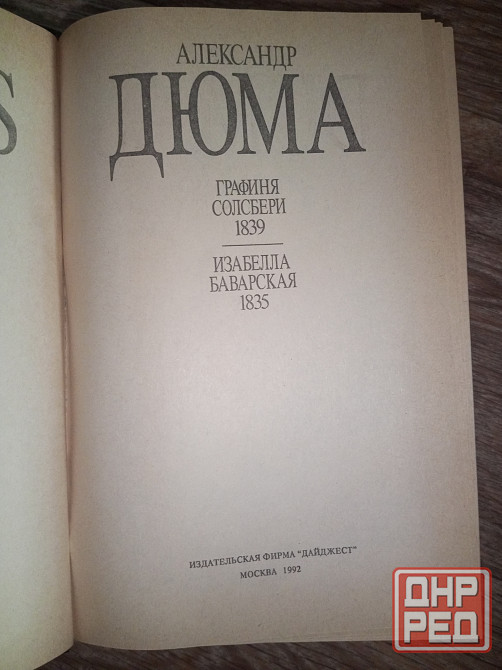 S
АЛЕКСАНДР
ДЮМА
ГРАФИНЯ
СОЛСБЕРИ
1839
ИЗАБЕЛЛА
БАВАРСКАЯ
1835
ИЗДАТЕЛЬСКАЯ ФИРМА "ДАЙДЖЕСТ"
МОСКВА 1992
ДНР
РЕД